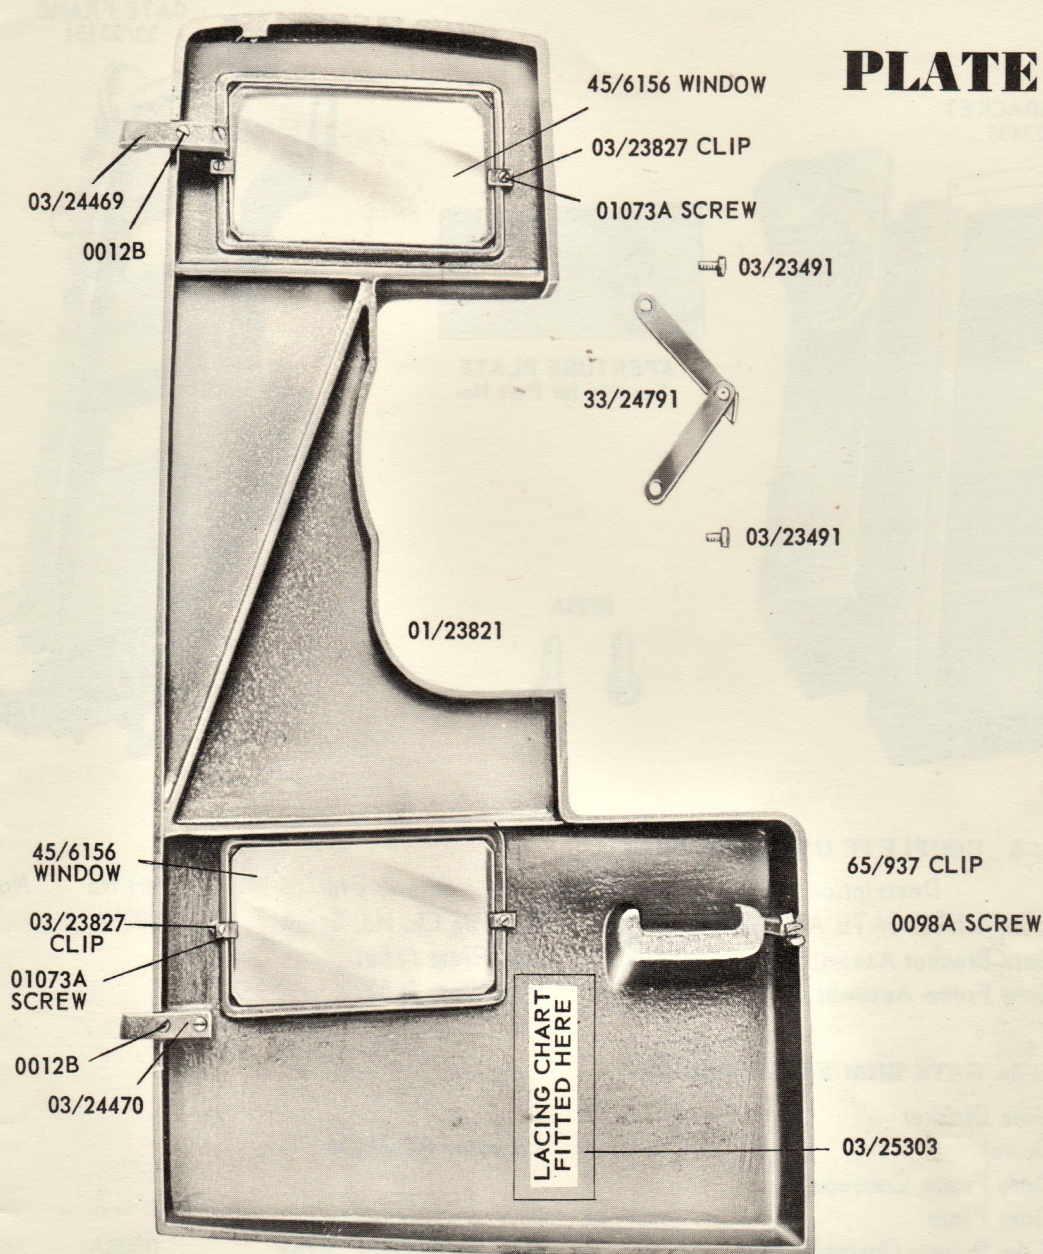 PLATE
45/6156 WINDOW
03/23827 CLIP
01073A SCREW
03/24469
0012B
03/23491
33/24791
03/23491
01/23821
45/6156
WINDOW
03/23827
CLIP
01073A
SCREW
0012B
03/24470
65/937 CLIP
0098A SCREW
LACING CHART
FITTED HERE
03/25303